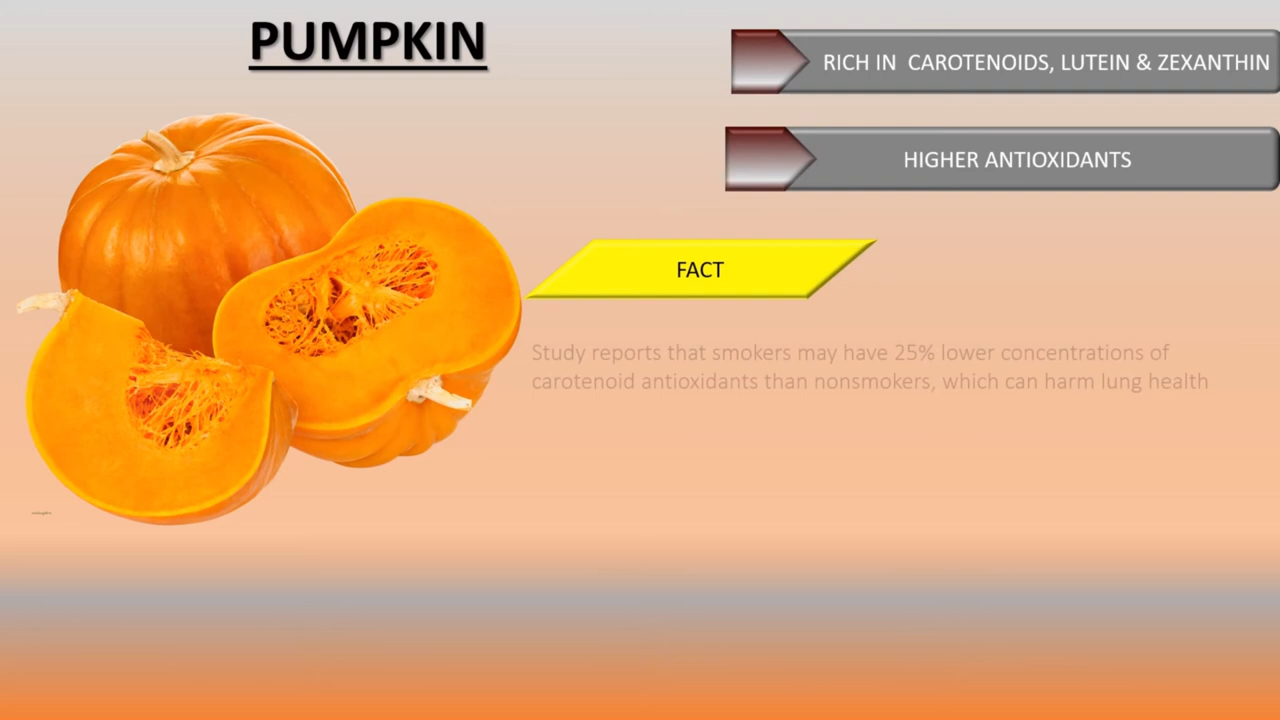 PUMPKIN
RICH IN CAROTENOIDS, LUTEIN & ZEXANTHIN
HIGHER ANTIOXIDANTS
FACT
Study reports that smokers may have 25% lower concentrations of
carotenoid antioxidants than nonsmokers, which can harm lung health